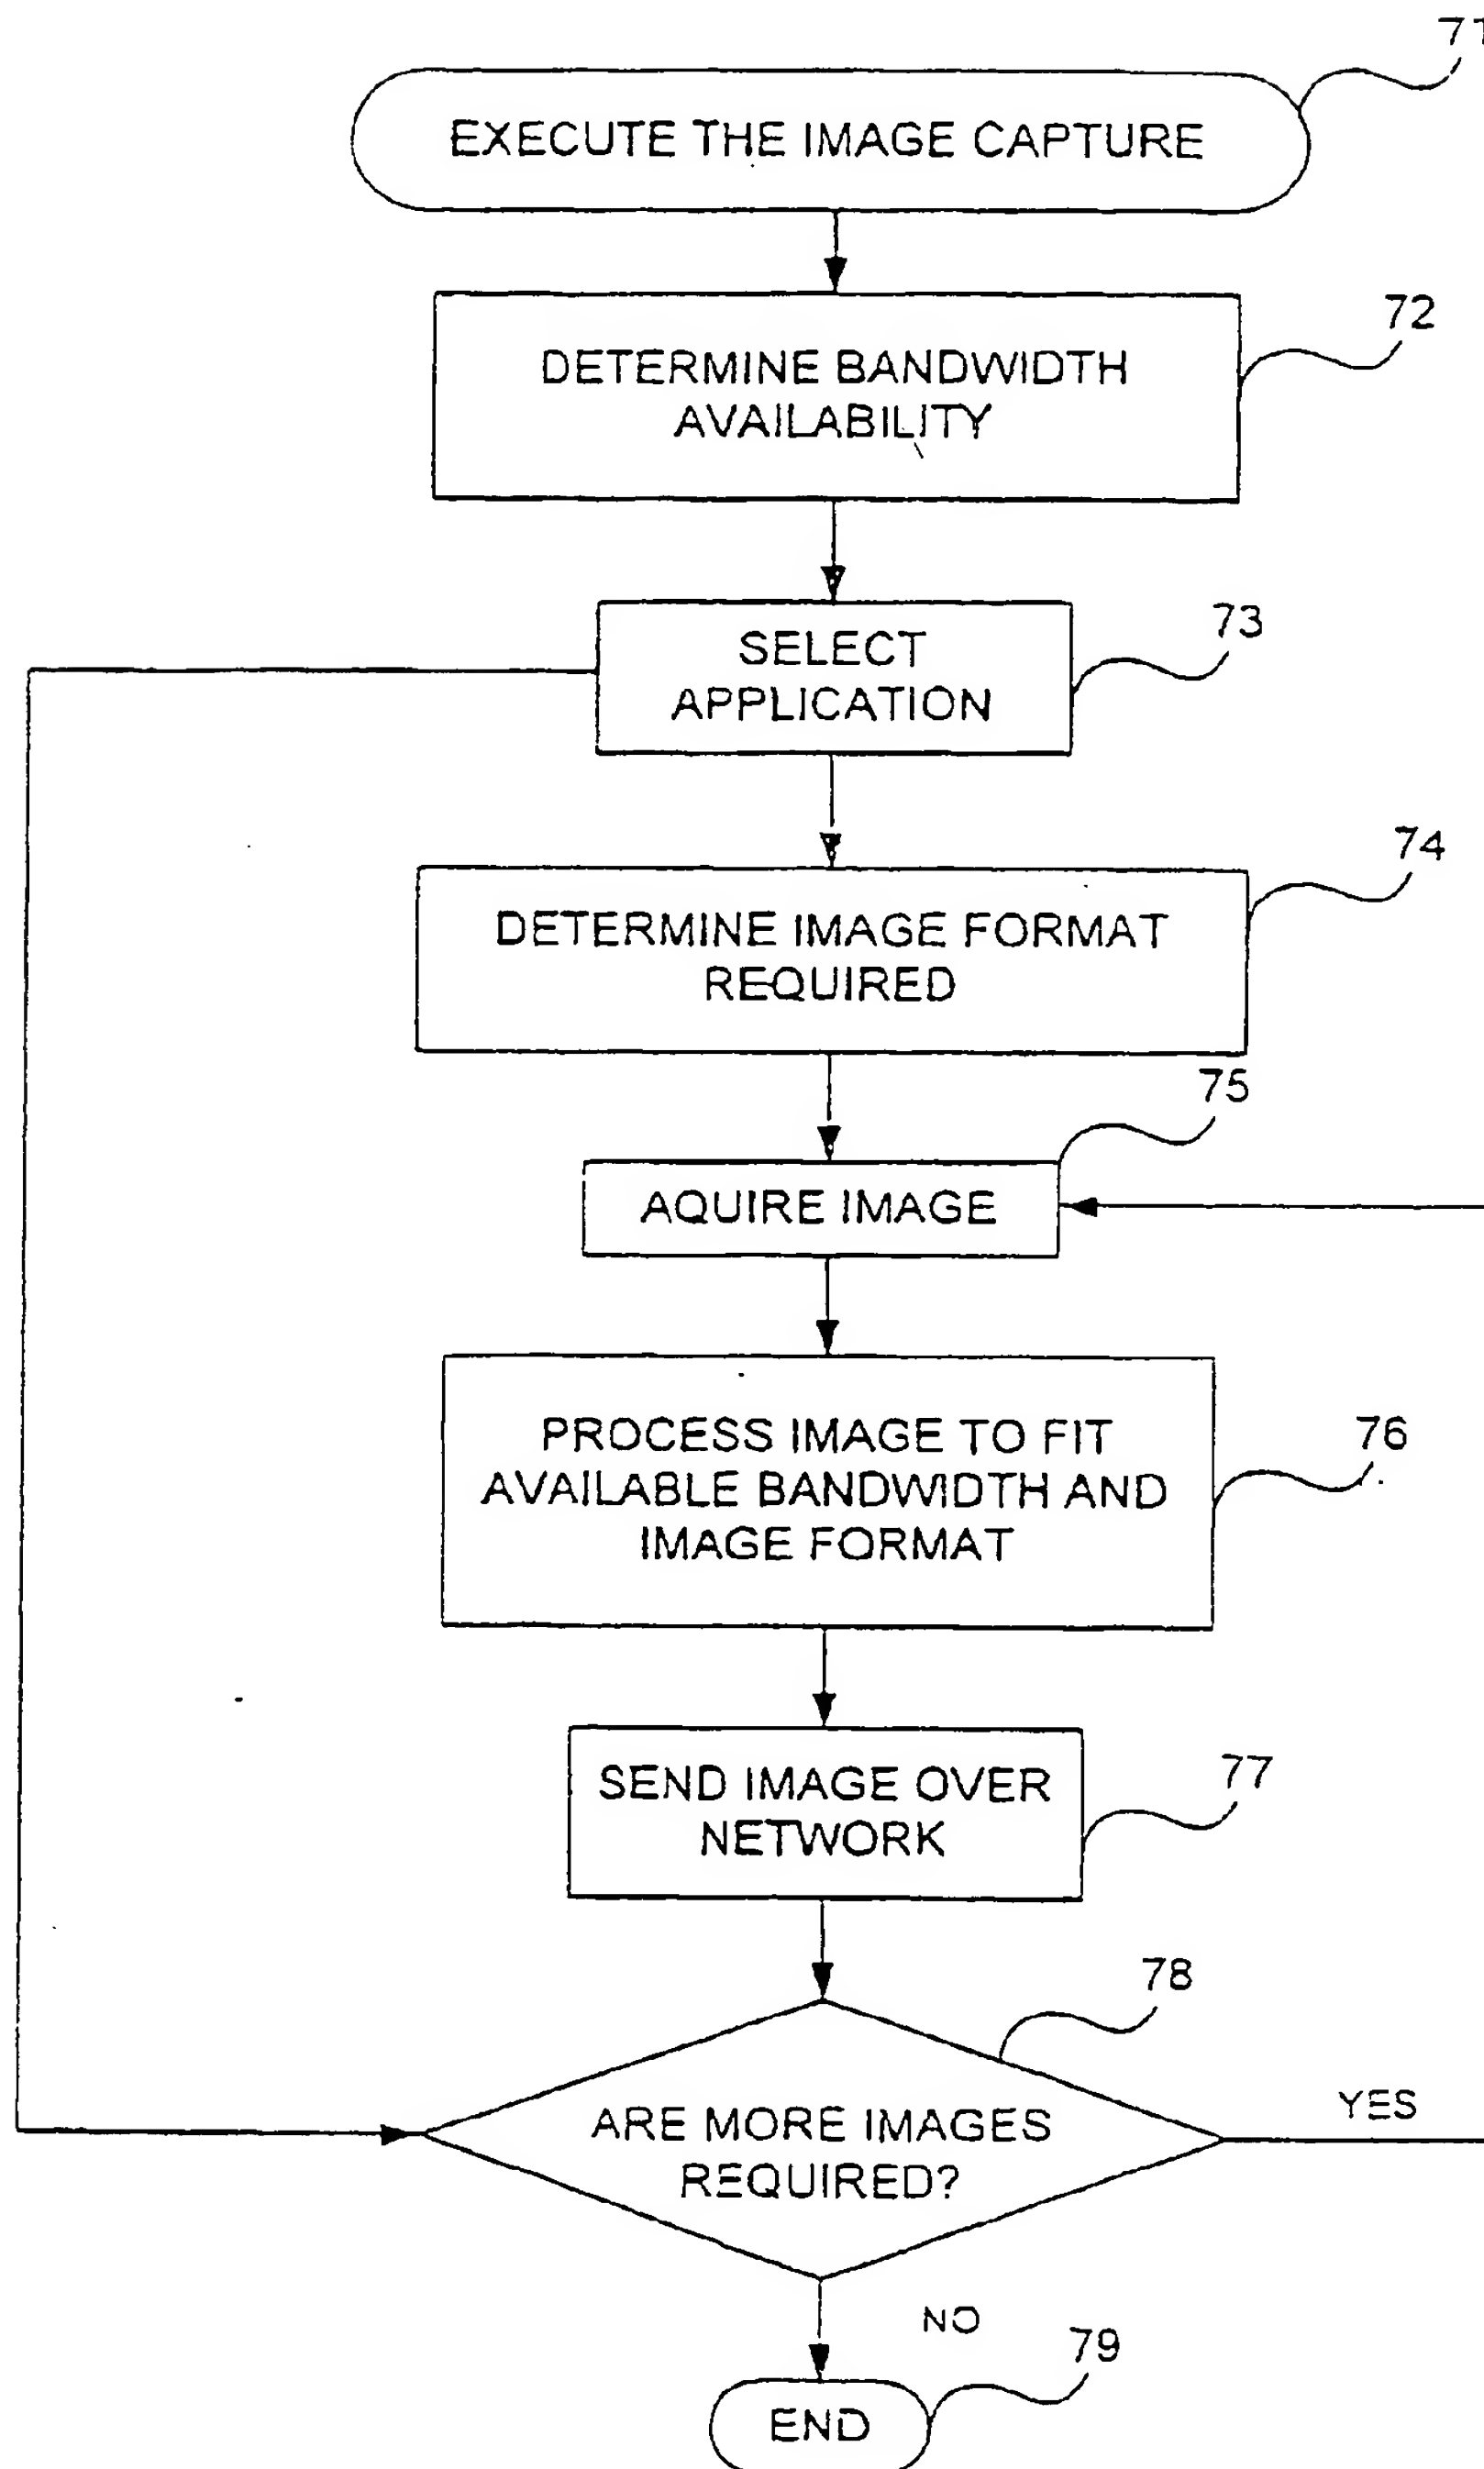 71
EXECUTE THE IMAGE CAPTURE
72
DETERMINE BANDWIDTH
AVAILABILITY
73
SELECT
APPLICATION
74
DETERMINE IMAGE FORMAT
REQUIRED
75
AQUIRE IMAGE
76
PROCESS IMAGE TO FIT
AVAILABLE BANDWIDTH AND
IMAGE FORMAT
77
SEND IMAGE OVER
NETWORK
78
ARE MORE IMAGES
REQUIRED?
YES
NO
79
END